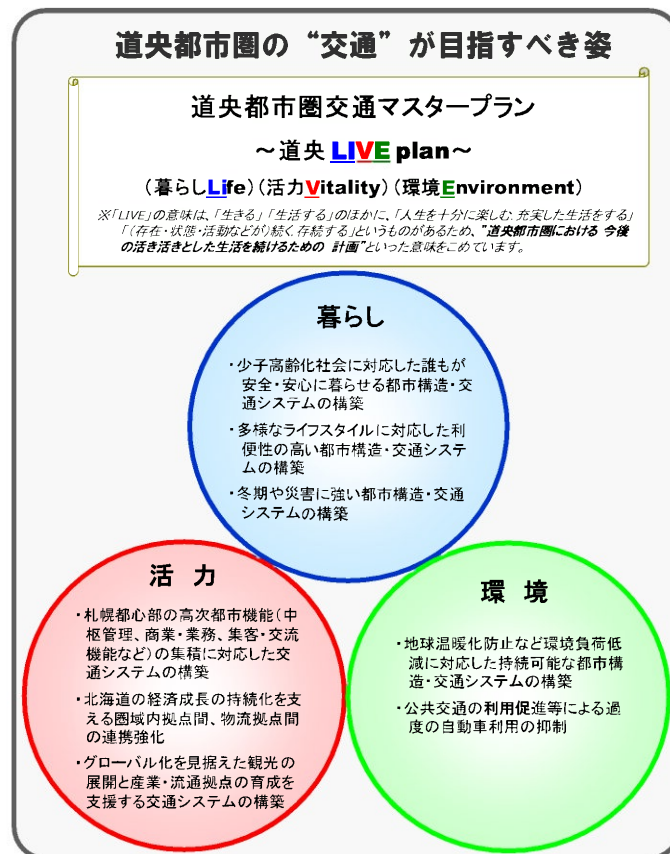 道央都市圏の“交通”が目指すべき姿
道央都市圏交通マスタープラン
～道央 LIVE plan～
（暮らしLife）（活力Vitality）（環境Environment）
※「LIVE」の意味は、「生きる」「生活する」のほかに、「人生を十分に楽しむ．充実した生活をする」
「（存在・状態・活動などが）続く存続する」というものがあるため、”道央都市圏における 今後
の活き活きとした生活を続けるための 計画”といった意味をこめています。
暮らし
・少子高齢化社会に対応した誰もが
安全・安心に暮らせる都市構造・交
通システムの構築
・多様なライフスタイルに対応した利
便性の高い都市構造・交通システ
ムの構築
・冬期や災害に強い都市構造・交通
システムの構築
活 力
・札幌都心部の高次都市機能（中
枢管理、商業・業務、集客・交流
機能など）の集積に対応した交
通システムの構築
・北海道の経済成長の持続化を支
える圏域内拠点間、物流拠点間
の連携強化
・グローバル化を見据えた観光の
展開と産業・流通拠点の育成を
支援する交通システムの構築
環 境
・地球温暖化防止など環境負荷低
減に対応した持続可能な都市構
造・交通システムの構築
・公共交通の利用促進等による過
度の自動車利用の抑制